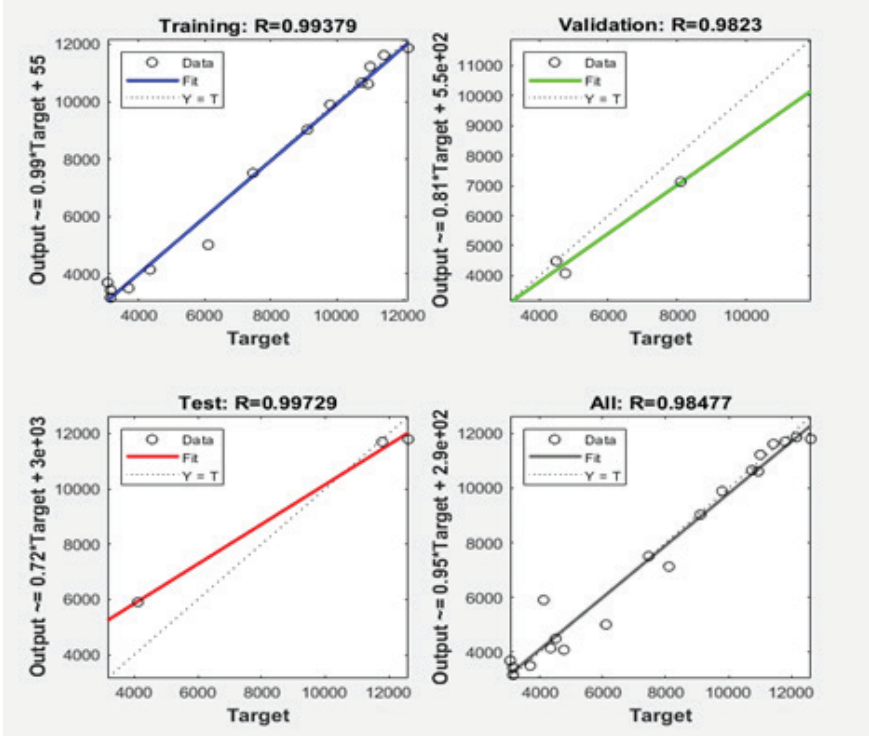 Training: R=0.99379
Output ~= 0.99*Target + 55
12000
10000
8000
6000
4000
Data
Fit
Y = T
4000 6000 8000 10000 12000
Target
Validation: R=0.9823
Output ~= 0.81*Target + 5.5e+02
11000
10000
9000
8000
7000
6000
5000
4000
Data
Fit
Y = T
4000 6000 8000 10000
Target
Test: R=0.99729
Output ~= 0.72*Target + 3e+03
12000
10000
8000
6000
4000
Data
Fit
Y = T
4000 6000 8000 10000 12000
Target
All: R=0.98477
Output ~= 0.95*Target + 2.9e+02
12000
10000
8000
6000
4000
Data
Fit
Y = T
4000 6000 8000 10000 12000
Target